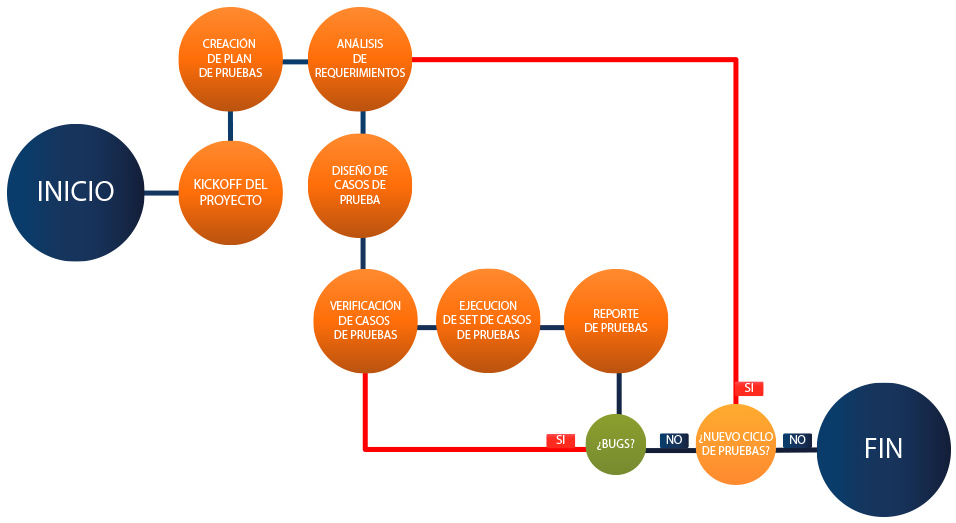 INICIO
KICKOFF DEL
PROYECTO
CREACIÓN
DE PLAN
DE PRUEBAS
ANÁLISIS
DE
REQUERIMIENTOS
DISEÑO DE
CASOS DE
PRUEBA
VERIFICACIÓN
DE CASOS
DE PRUEBAS
EJECUCION
DE SET DE CASOS
DE PRUEBAS
REPORTE
DE PRUEBAS
¿BUGS?
SI
NO
¿NUEVO CICLO
DE PRUEBAS?
SI
NO
FIN